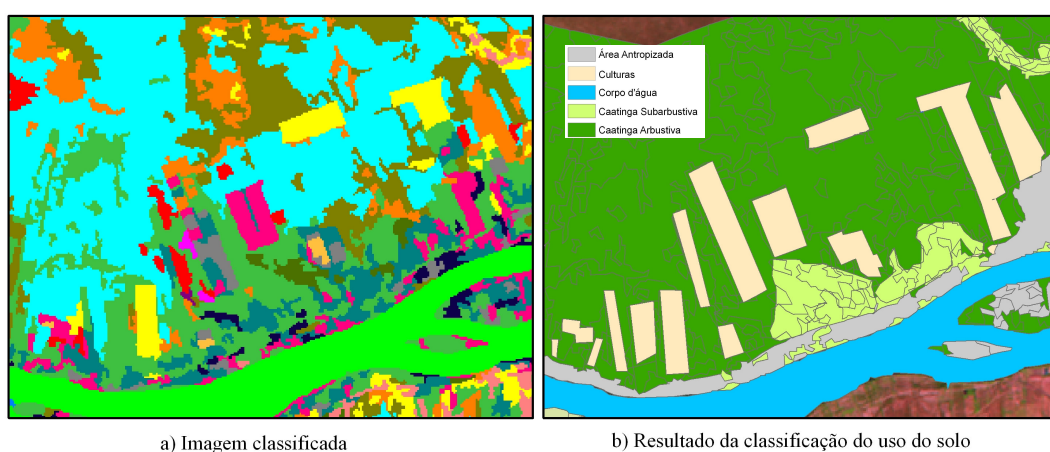 Área Antropizada
Culturas
Corpo d'água
Caatinga Subarbustiva
Caatinga Arbustiva
a) Imagem classificada
b) Resultado da classificação do uso do solo